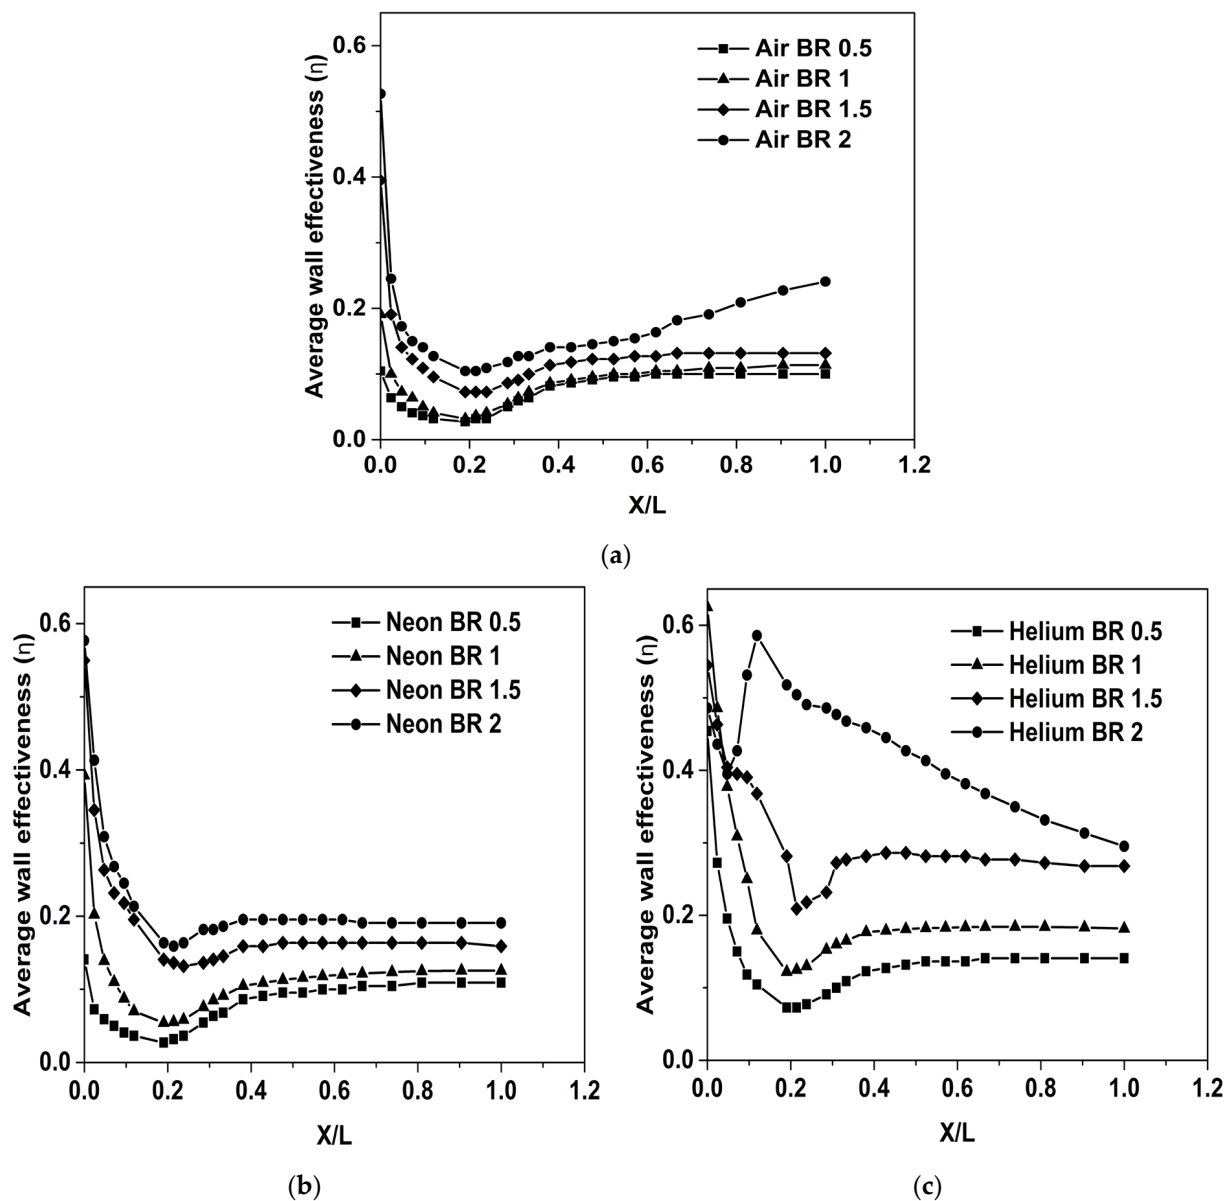 Average wall effectiveness (η)
0.6
0.4
0.2
0.0
Air BR 0.5
Air BR 1
Air BR 1.5
Air BR 2
0.0 0.2 0.4 0.6 0.8 1.0 1.2
X/L
(a)
Average wall effectiveness (η)
0.6
0.4
0.2
0.0
Neon BR 0.5
Neon BR 1
Neon BR 1.5
Neon BR 2
0.0 0.2 0.4 0.6 0.8 1.0 1.2
X/L
(b)
Average wall effectiveness (η)
0.6
0.4
0.2
0.0
Helium BR 0.5
Helium BR 1
Helium BR 1.5
Helium BR 2
0.0 0.2 0.4 0.6 0.8 1.0 1.2
X/L
(c)